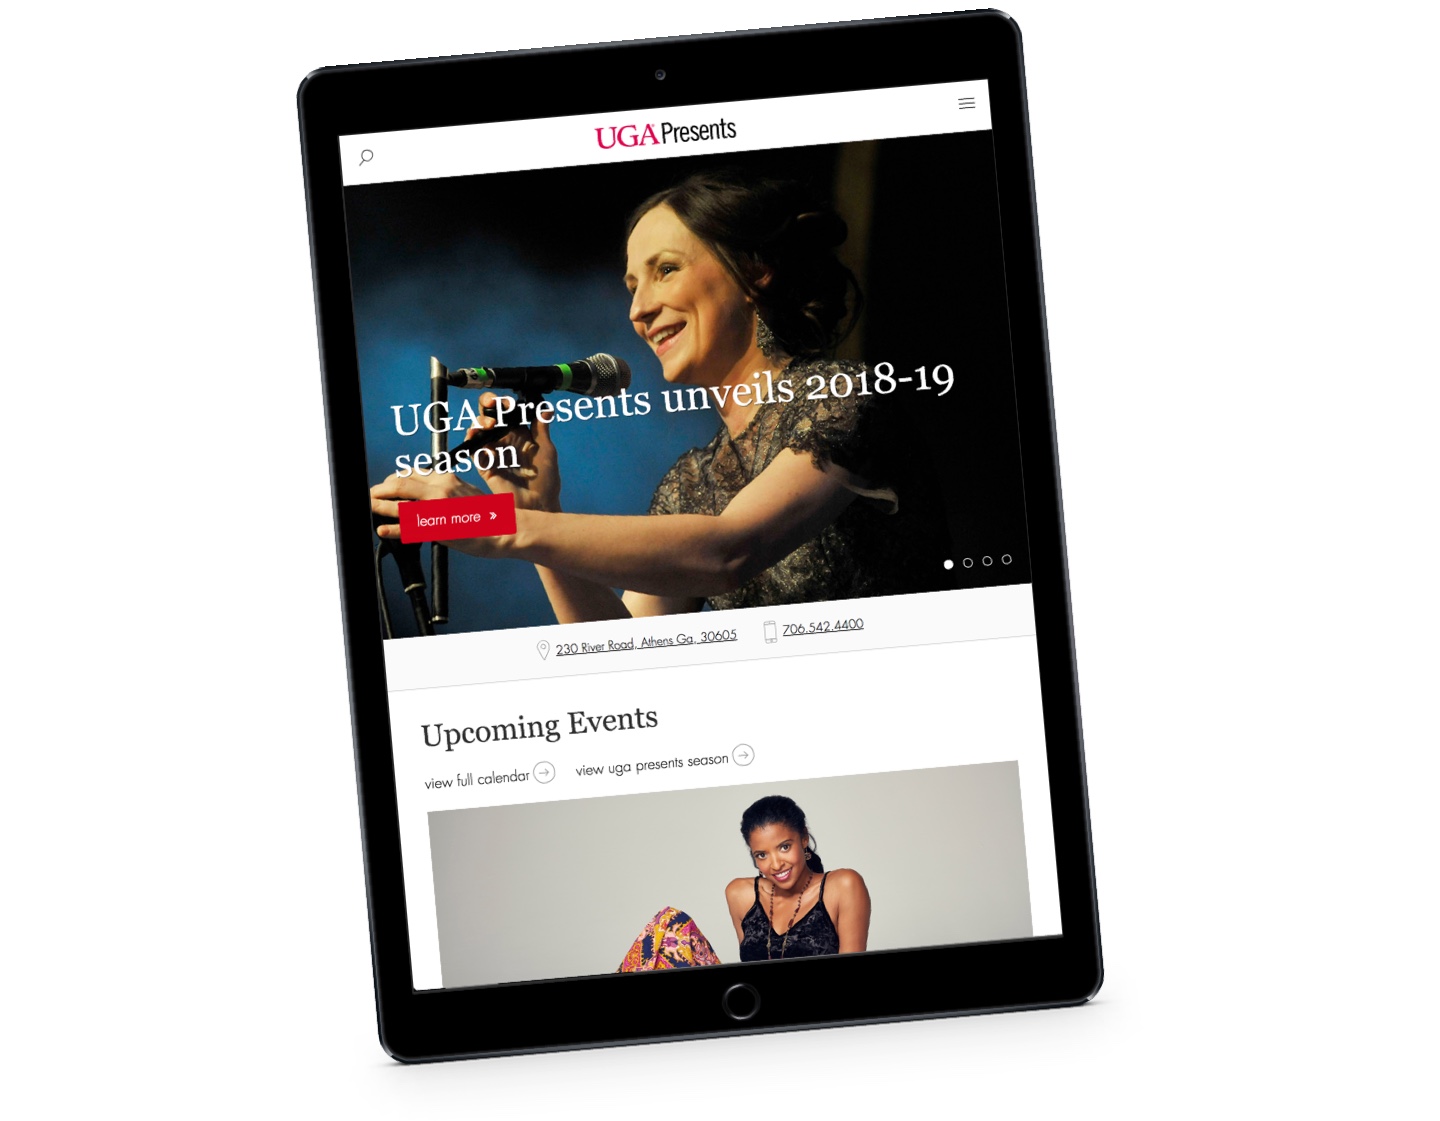 UGA Presents
UGA Presents unveils 2018-19
season
learn more »
230 River Road, Athens Ga, 30605
706.542.4400
Upcoming Events
view full calendar
view uga presents season